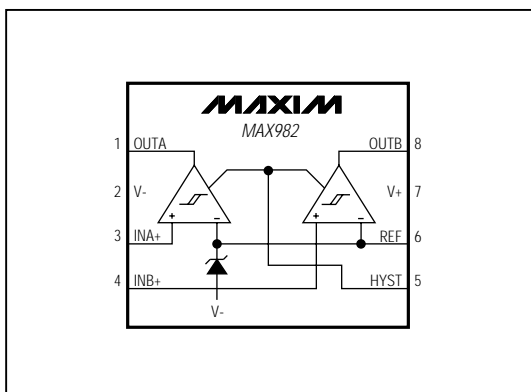 MAXIM
MAX982
1 OUTA
OUTB 8
2 V-
V+ 7
+ −
+ −
3 INA+
REF 6
4 INB+
HYST 5
V-